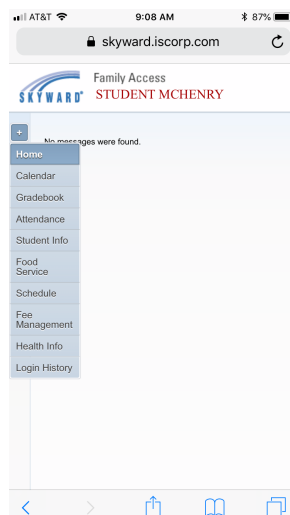 AT&T 9:08 AM 87%
skyward.iscorp.com
Family Access
SKYWARD® STUDENT MCHENRY
+
No messages were found.
Home
Calendar
Gradebook
Attendance
Student Info
Food
Service
Schedule
Fee
Management
Health Info
Login History